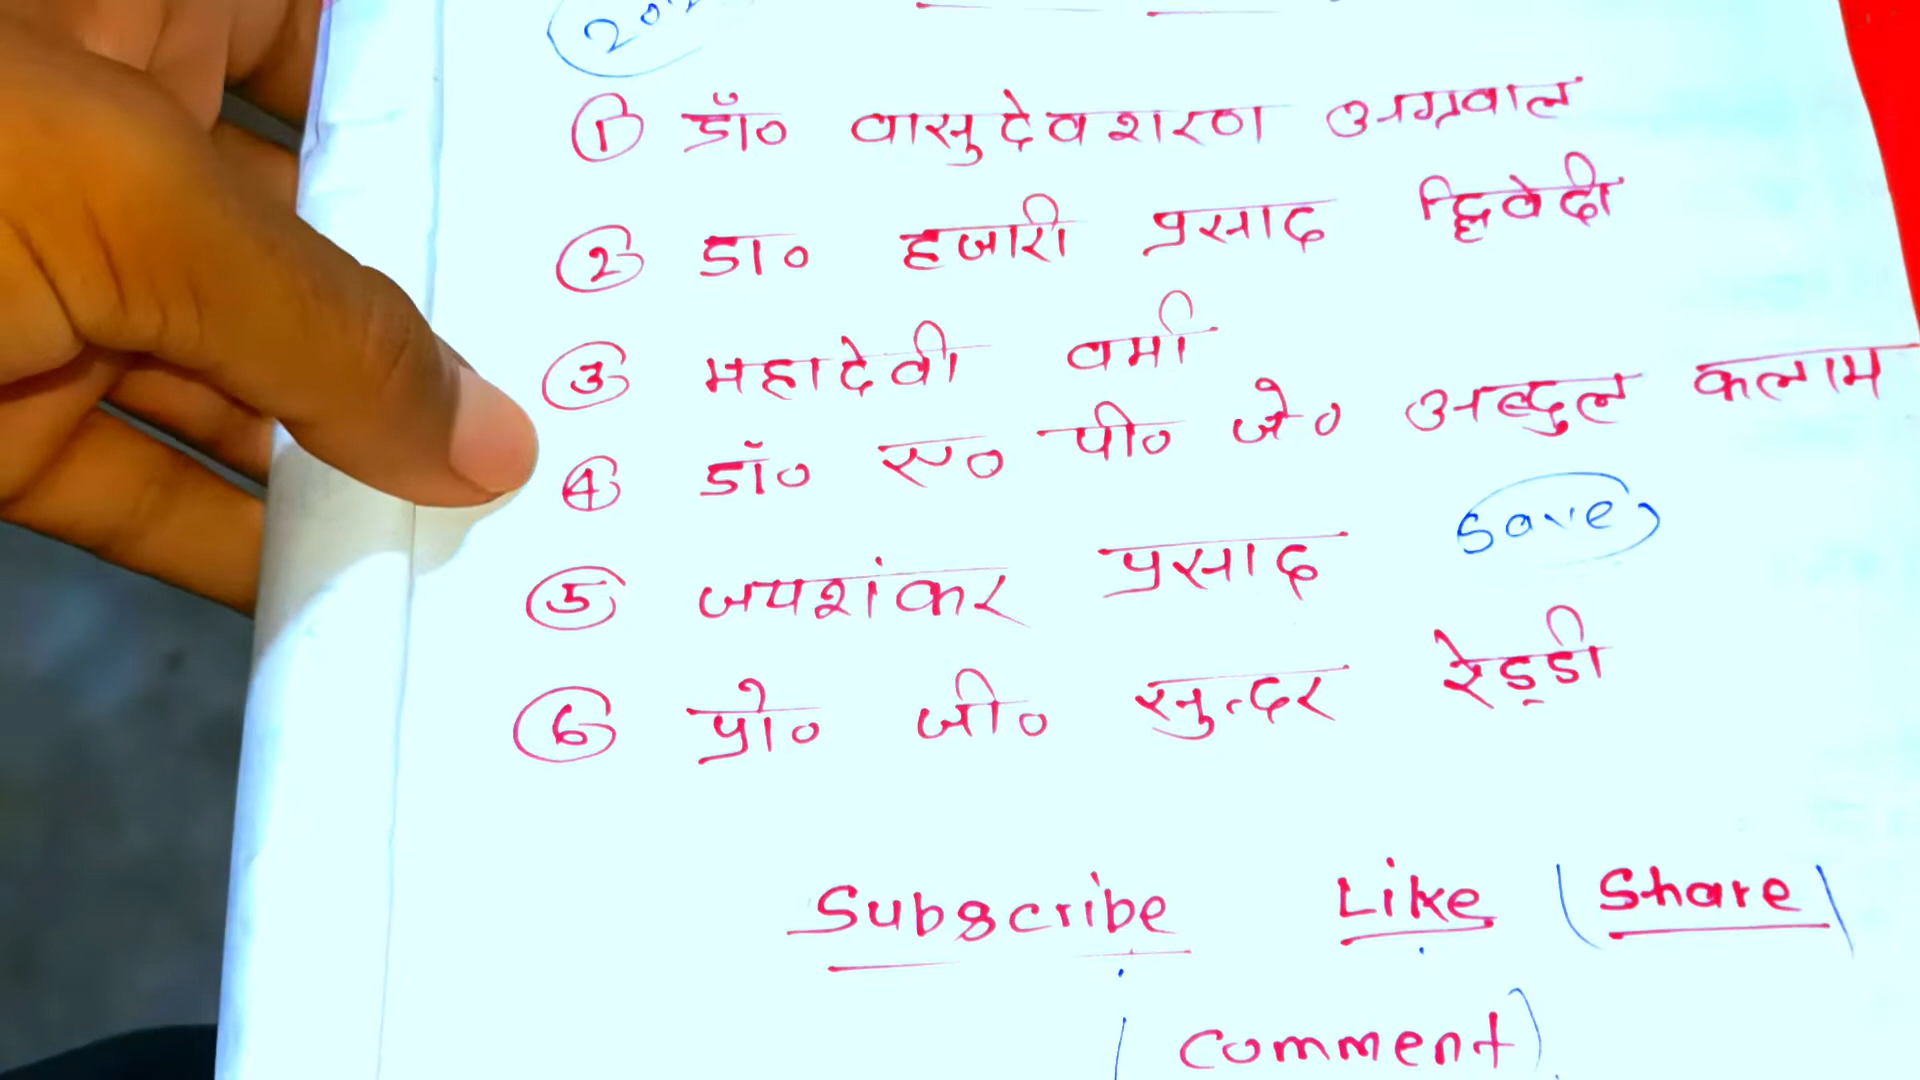 ① डॉ० वासुदेवशरण अग्रवाल
② डा० हजारी प्रसाद द्विवेदी
③ महादेवी वर्मा
④ डॉ० ए० पी० जे० अब्दुल कलाम
Save
⑤ जयशंकर प्रसाद
⑥ प्रो० जी० सुन्दर रेड्डी
Subscribe Like (Share)
(Comment)